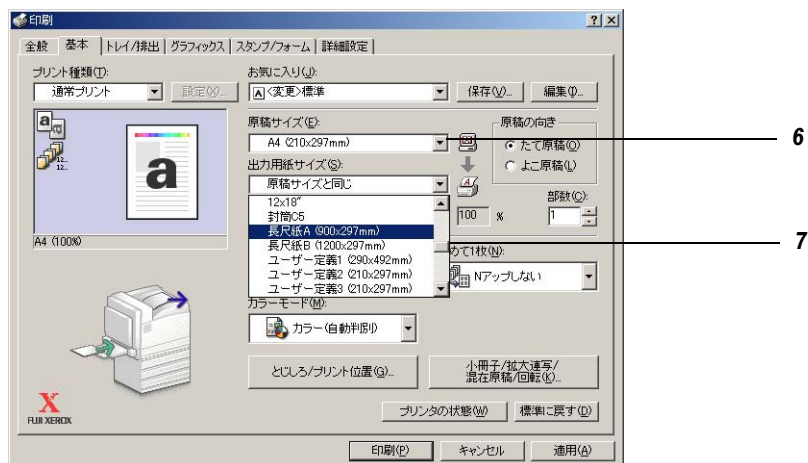 印刷
全般 基本 トレイ/排出 グラフィックス スタンプ/フォーム 詳細設定
プリント種類(T):
通常プリント 設定(X)...
お気に入り(J):
A <変更>標準 保存(V)... 編集(I)...
a a
12..
12..
a
A4 (100%)
原稿サイズ(E):
A4 (210x297mm)
6
出力用紙サイズ(S):
原稿サイズと同じ
12x18"
封筒C5
長尺紙A (900x297mm)
長尺紙B (1200x297mm)
7
ユーザー定義1 (290x492mm)
ユーザー定義2 (210x297mm)
ユーザー定義3 (210x297mm)
原稿の向き
たて原稿(O)
よこ原稿(L)
部数(C):
100 % 1
めて1枚(N):
Nアップしない
カラーモード(M):
カラー(自動判別)
とじしろ/プリント位置(G)...
小冊子/拡大連写/
混在原稿/回転(K)...
X
FUJI XEROX
プリンタの状態(W) 標準に戻す(D)
印刷(P) キャンセル 適用(A)